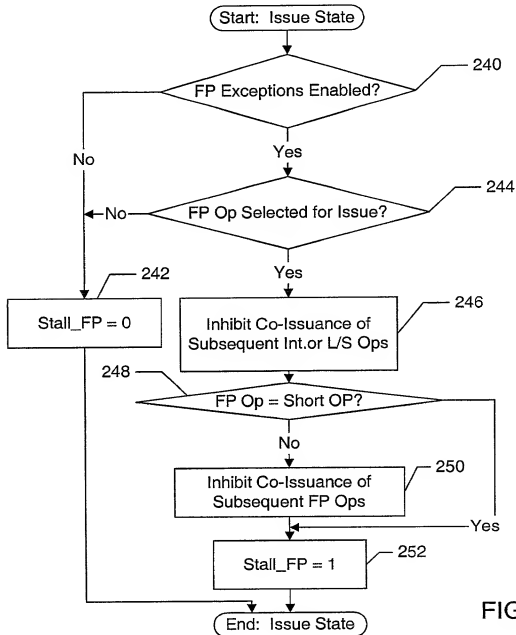 Start: Issue State
240
FP Exceptions Enabled?
No
Yes
244
FP Op Selected for Issue?
No
Yes
242
Stall_FP = 0
246
Inhibit Co-Issuance of
Subsequent Int.or L/S Ops
248
FP Op = Short OP?
No
250
Inhibit Co-Issuance of
Subsequent FP Ops
Yes
252
Stall_FP = 1
End: Issue State
FIG